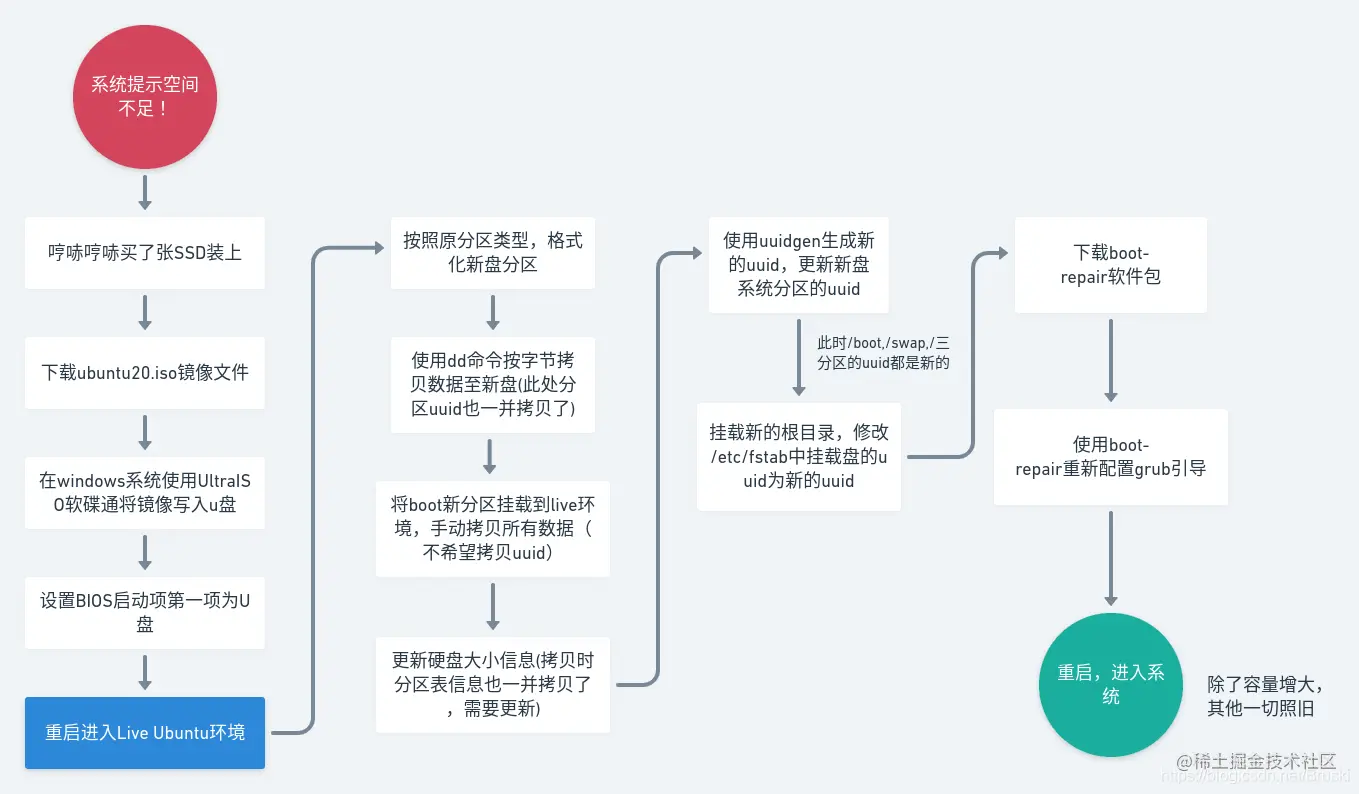 系统提示空间
不足！
哼哧哼哧买了张SSD装上
下载ubuntu20.iso镜像文件
在windows系统使用UltraIS
O软碟通将镜像写入u盘
设置BIOS启动项第一项为U
盘
重启进入Live Ubuntu环境
按照原分区类型，格式
化新盘分区
使用dd命令按字节拷
贝数据至新盘(此处分
区uuid也一并拷贝了)
将boot新分区挂载到live环
境，手动拷贝所有数据（
不希望拷贝uuid）
更新硬盘大小信息(拷贝时
分区表信息也一并拷贝了
，需要更新)
使用uuidgen生成新
的uuid，更新新盘
系统分区的uuid
此时/boot,/swap,/三
分区的uuid都是新的
挂载新的根目录，修改
/etc/fstab中挂载盘的u
uid为新的uuid
下载boot-
repair软件包
使用boot-
repair重新配置grub引导
重启，进入系
统
除了容量增大，
其他一切照旧
@稀土掘金技术社区